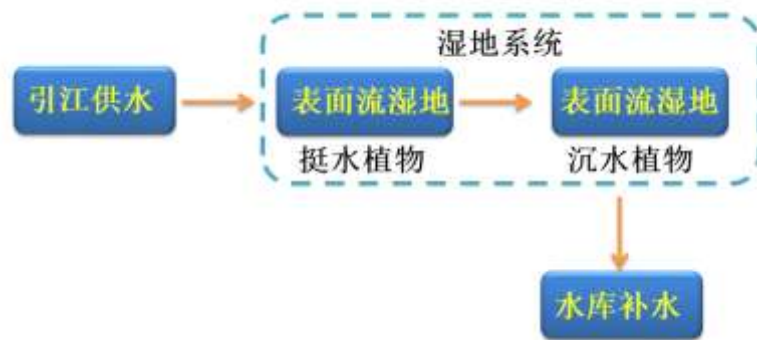 湿地系统
引江供水
表面流湿地
表面流湿地
挺水植物
沉水植物
水库补水